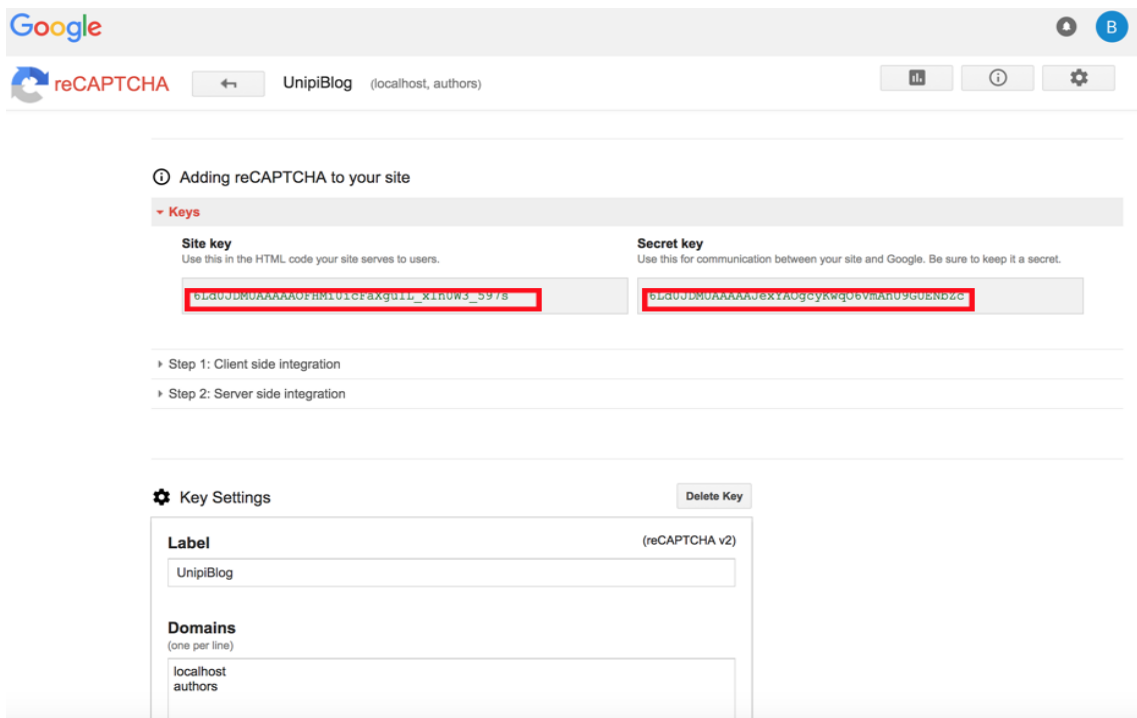 Google
B
reCAPTCHA
UnipiBlog (localhost, authors)
Adding reCAPTCHA to your site
Keys
Site key
Use this in the HTML code your site serves to users.
Secret key
Use this for communication between your site and Google. Be sure to keep it a secret.
Step 1: Client side integration
Step 2: Server side integration
Key Settings
Delete Key
Label
(reCAPTCHA v2)
UnipiBlog
Domains
(one per line)
localhost
authors